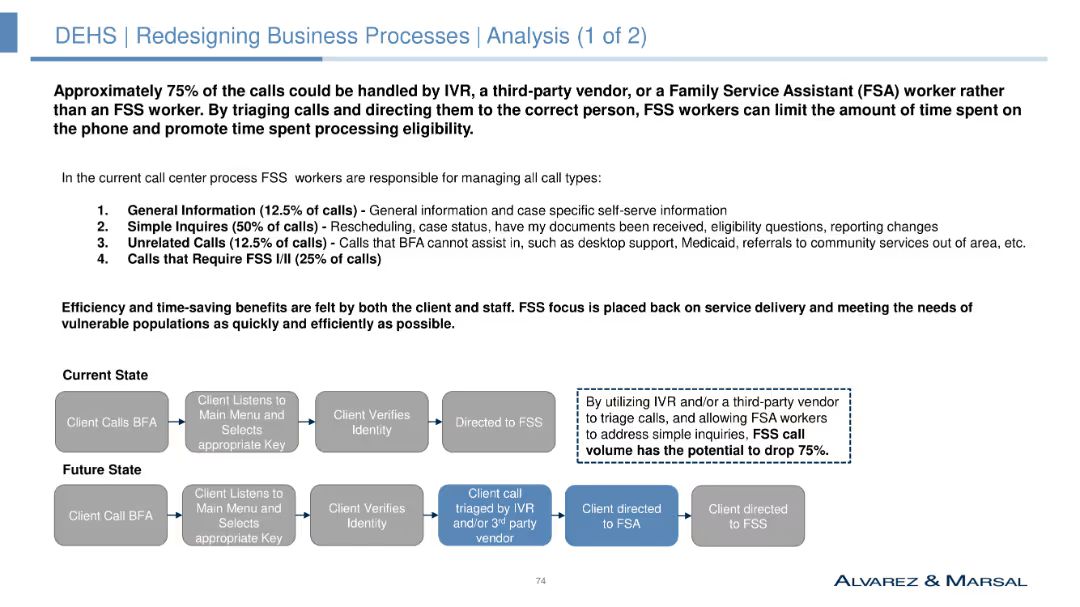 DEHS | Redesigning Business Processes | Analysis (1 of 2)
Approximately 75% of the calls could be handled by IVR, a third-party vendor, or a Family Service Assistant (FSA) worker rather
than an FSS worker. By triaging calls and directing them to the correct person, FSS workers can limit the amount of time spent on
the phone and promote time spent processing eligibility.
In the current call center process FSS workers are responsible for managing all call types:
1. General Information (12.5% of calls) - General information and case specific self-serve information
2. Simple Inquires (50% of calls) - Rescheduling, case status, have my documents been received, eligibility questions, reporting changes
3. Unrelated Calls (12.5% of calls) - Calls that BFA cannot assist in, such as desktop support, Medicaid, referrals to community services out of area, etc.
4. Calls that Require FSS I/II (25% of calls)
Efficiency and time-saving benefits are felt by both the client and staff. FSS focus is placed back on service delivery and meeting the needs of
vulnerable populations as quickly and efficiently as possible.
Current State
Client Calls BFA
Client Listens to
Main Menu and
Selects
appropriate Key
Client Verifies
Identity
Directed to FSS
By utilizing IVR and/or a third-party vendor
to triage calls, and allowing FSA workers
to address simple inquiries, FSS call
volume has the potential to drop 75%.
Future State
Client Call BFA
Client Listens to
Main Menu and
Selects
appropriate Key
Client Verifies
Identity
Client call
triaged by IVR
and/or 3rd party
vendor
Client directed
to FSA
Client directed
to FSS
74
ALVAREZ & MARSAL